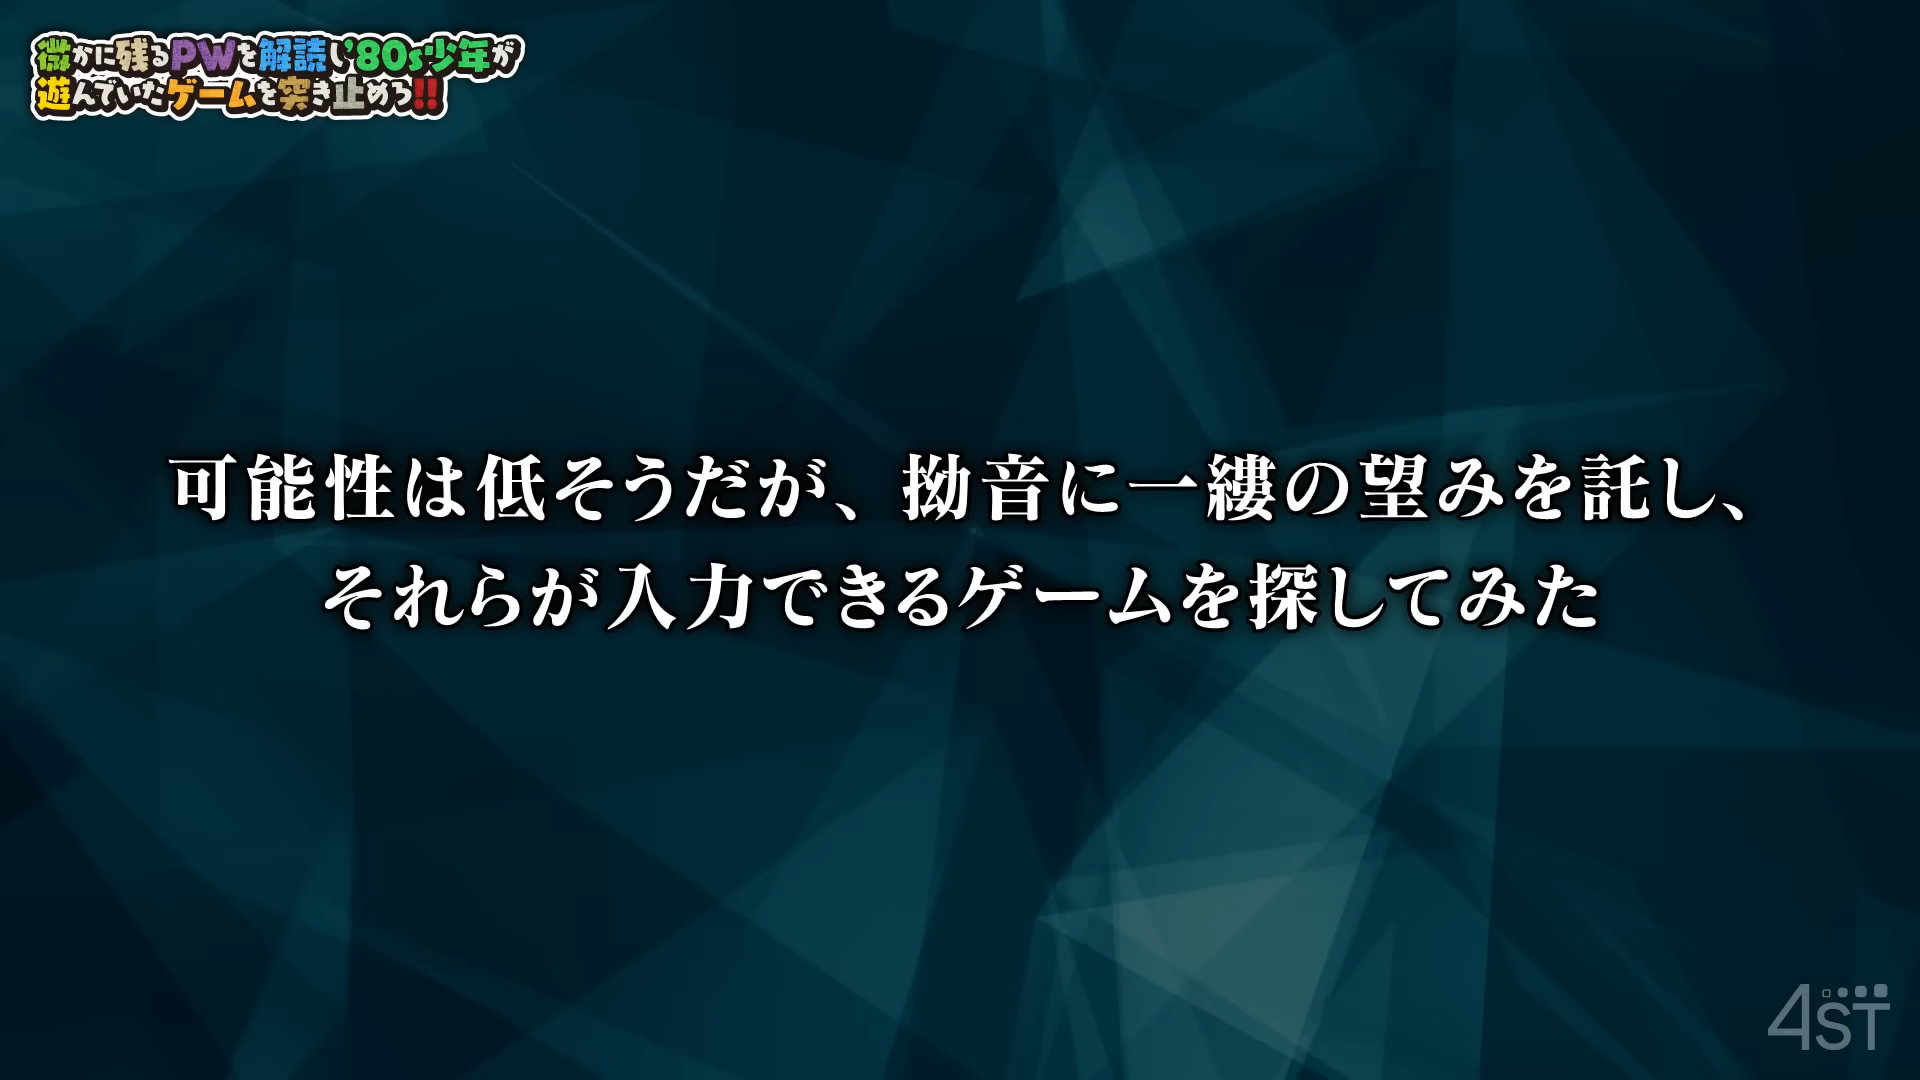 微かに残るPWを解読し'80s少年が
遊んでいたゲームを突き止めろ!!
可能性は低そうだが、拗音に一縷の望みを託し、
それらが入力できるゲームを探してみた
4ST